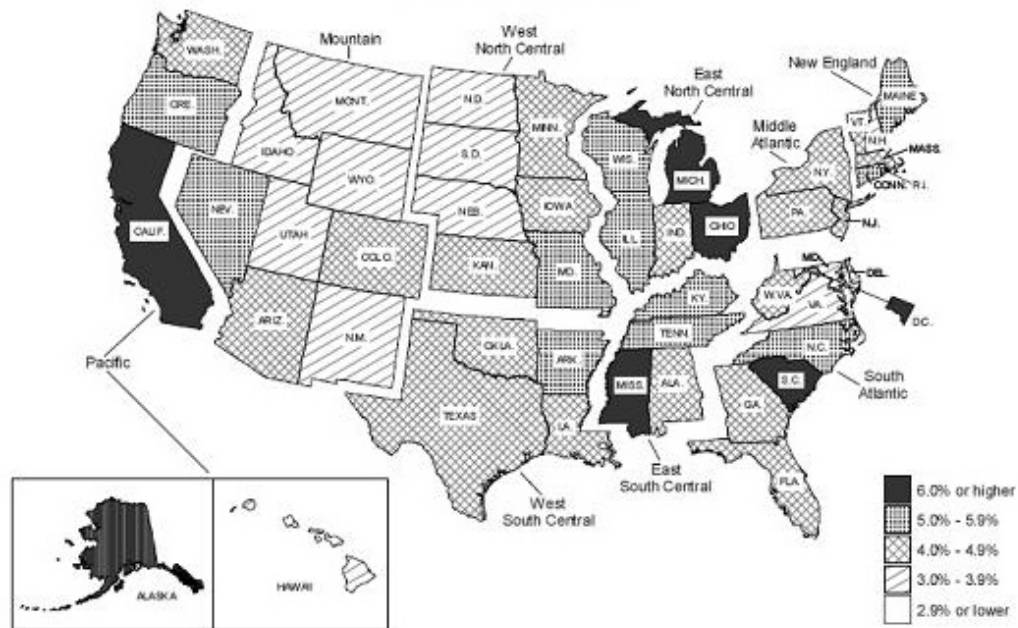 WASH.
Mountain
West
North Central
East
North Central
New England
Middle
Atlantic
ORE.
MONT.
N.D.
MINN.
MAINE
VT.
N.H.
MASS.
IDAHO
WYO.
S.D.
WIS.
MICH.
N.Y.
CONN.
R.I.
NEV.
UTAH
NEB.
IOWA
PA.
N.J.
CALIF.
COLO.
KAN.
MO.
ILL.
IND.
OHIO
MD.
DEL.
W.VA.
VA.
D.C.
KY.
ARIZ.
N.M.
OKLA.
ARK.
TENN.
N.C.
South
Atlantic
Pacific
TEXAS
LA.
MISS.
ALA.
GA.
S.C.
FLA.
West
South Central
East
South Central
ALASKA
HAWAII
6.0% or higher
5.0% - 5.9%
4.0% - 4.9%
3.0% - 3.9%
2.9% or lower